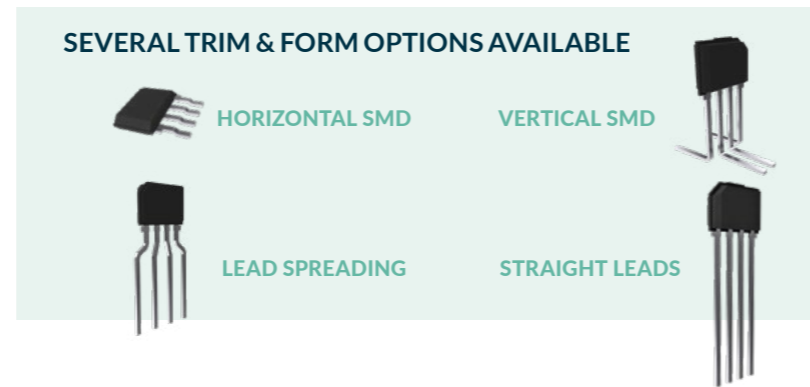 SEVERAL TRIM & FORM OPTIONS AVAILABLE
HORIZONTAL SMD
VERTICAL SMD
LEAD SPREADING
STRAIGHT LEADS